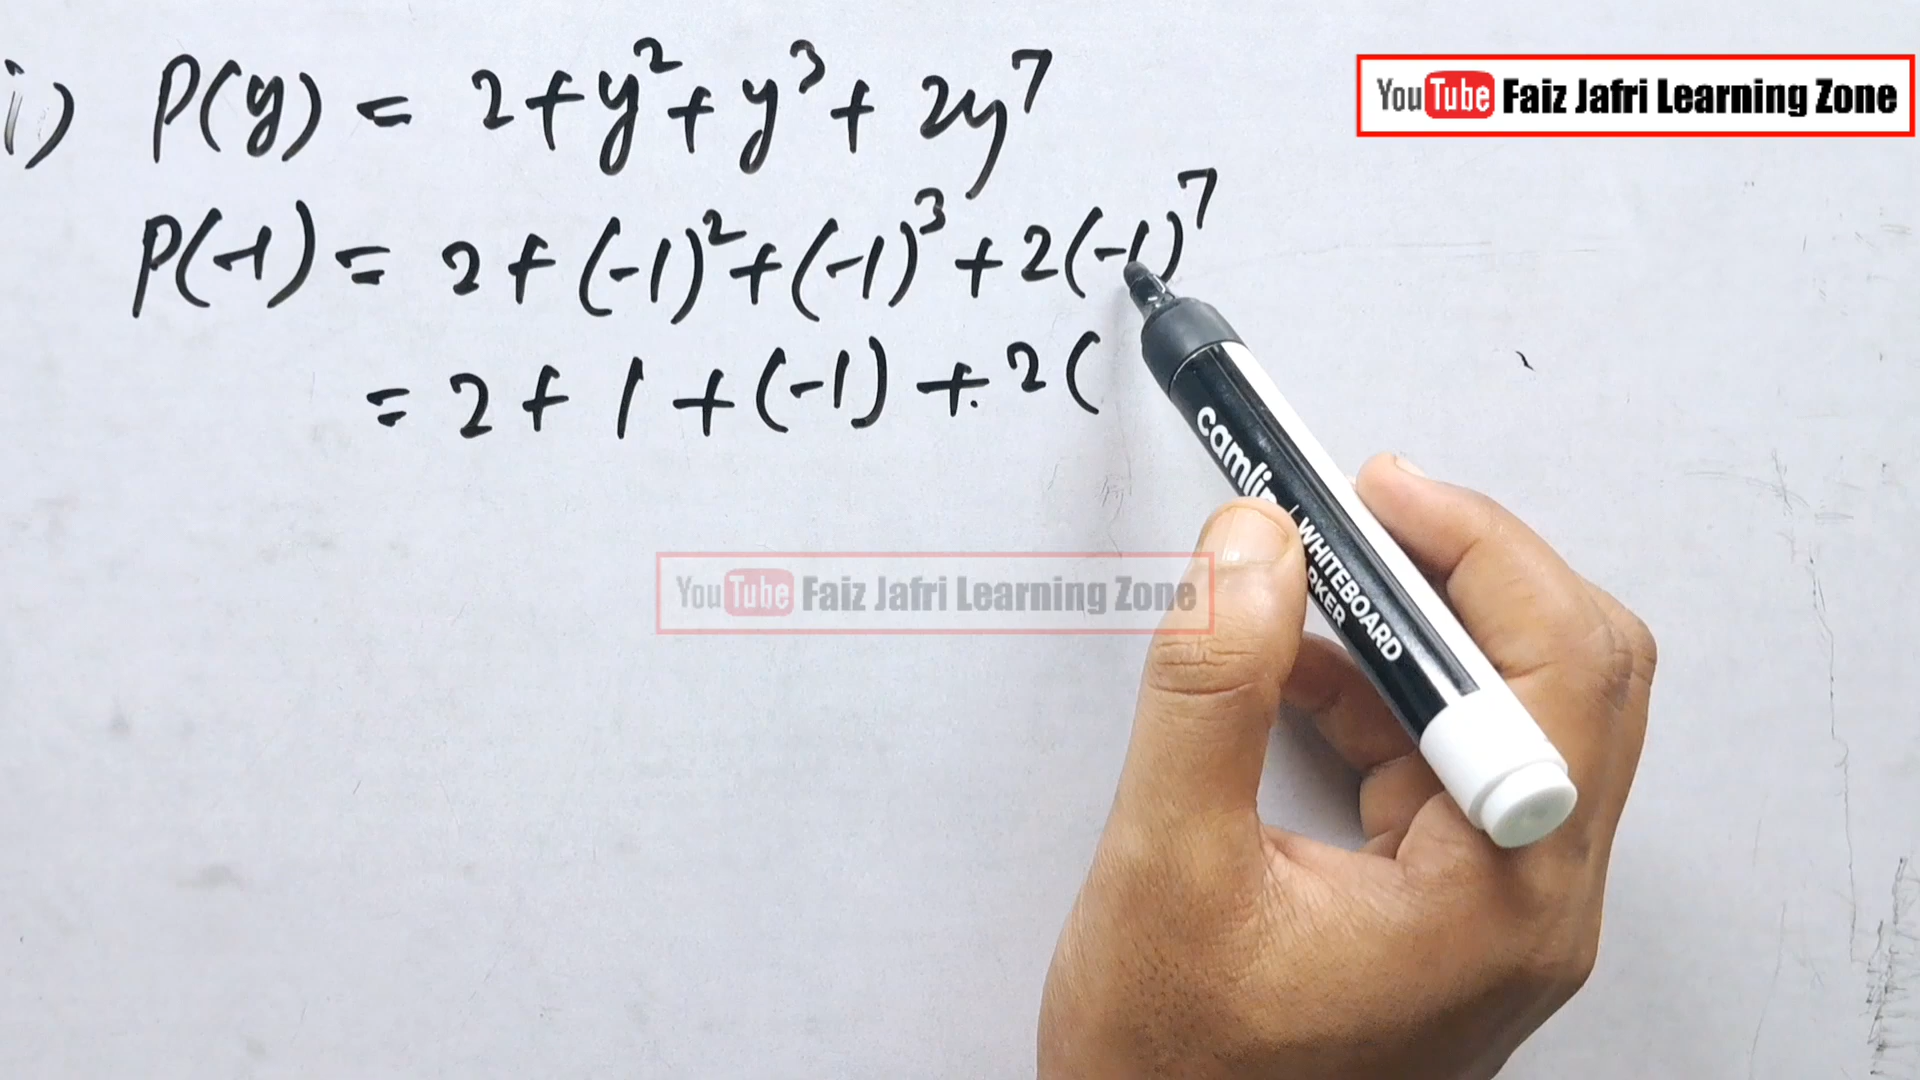 i) P(y) = 2+y²+y³+2y⁷
YouTube Faiz Jafri Learning Zone
P(-1) = 2+(-1)²+(-1)³+2(-1)⁷
= 2+1+(-1)+2(
camlin WHITEBOARD
YouTube Faiz Jafri Learning Zone